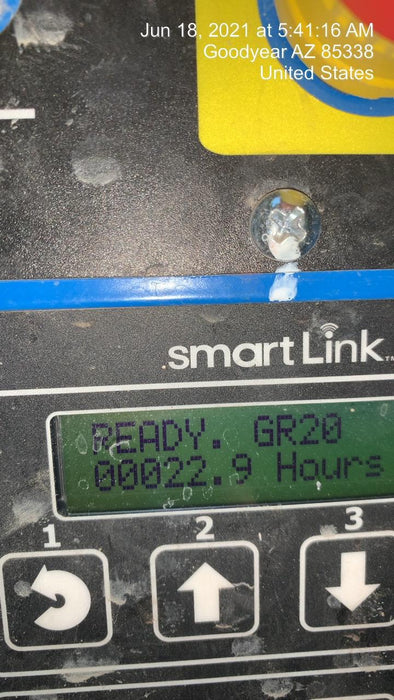 Jun 18, 2021 at 5:41:16 AM
Goodyear AZ 85338
United States
.smartLink™
READY. GR20
00022.9 Hours
1 2 3